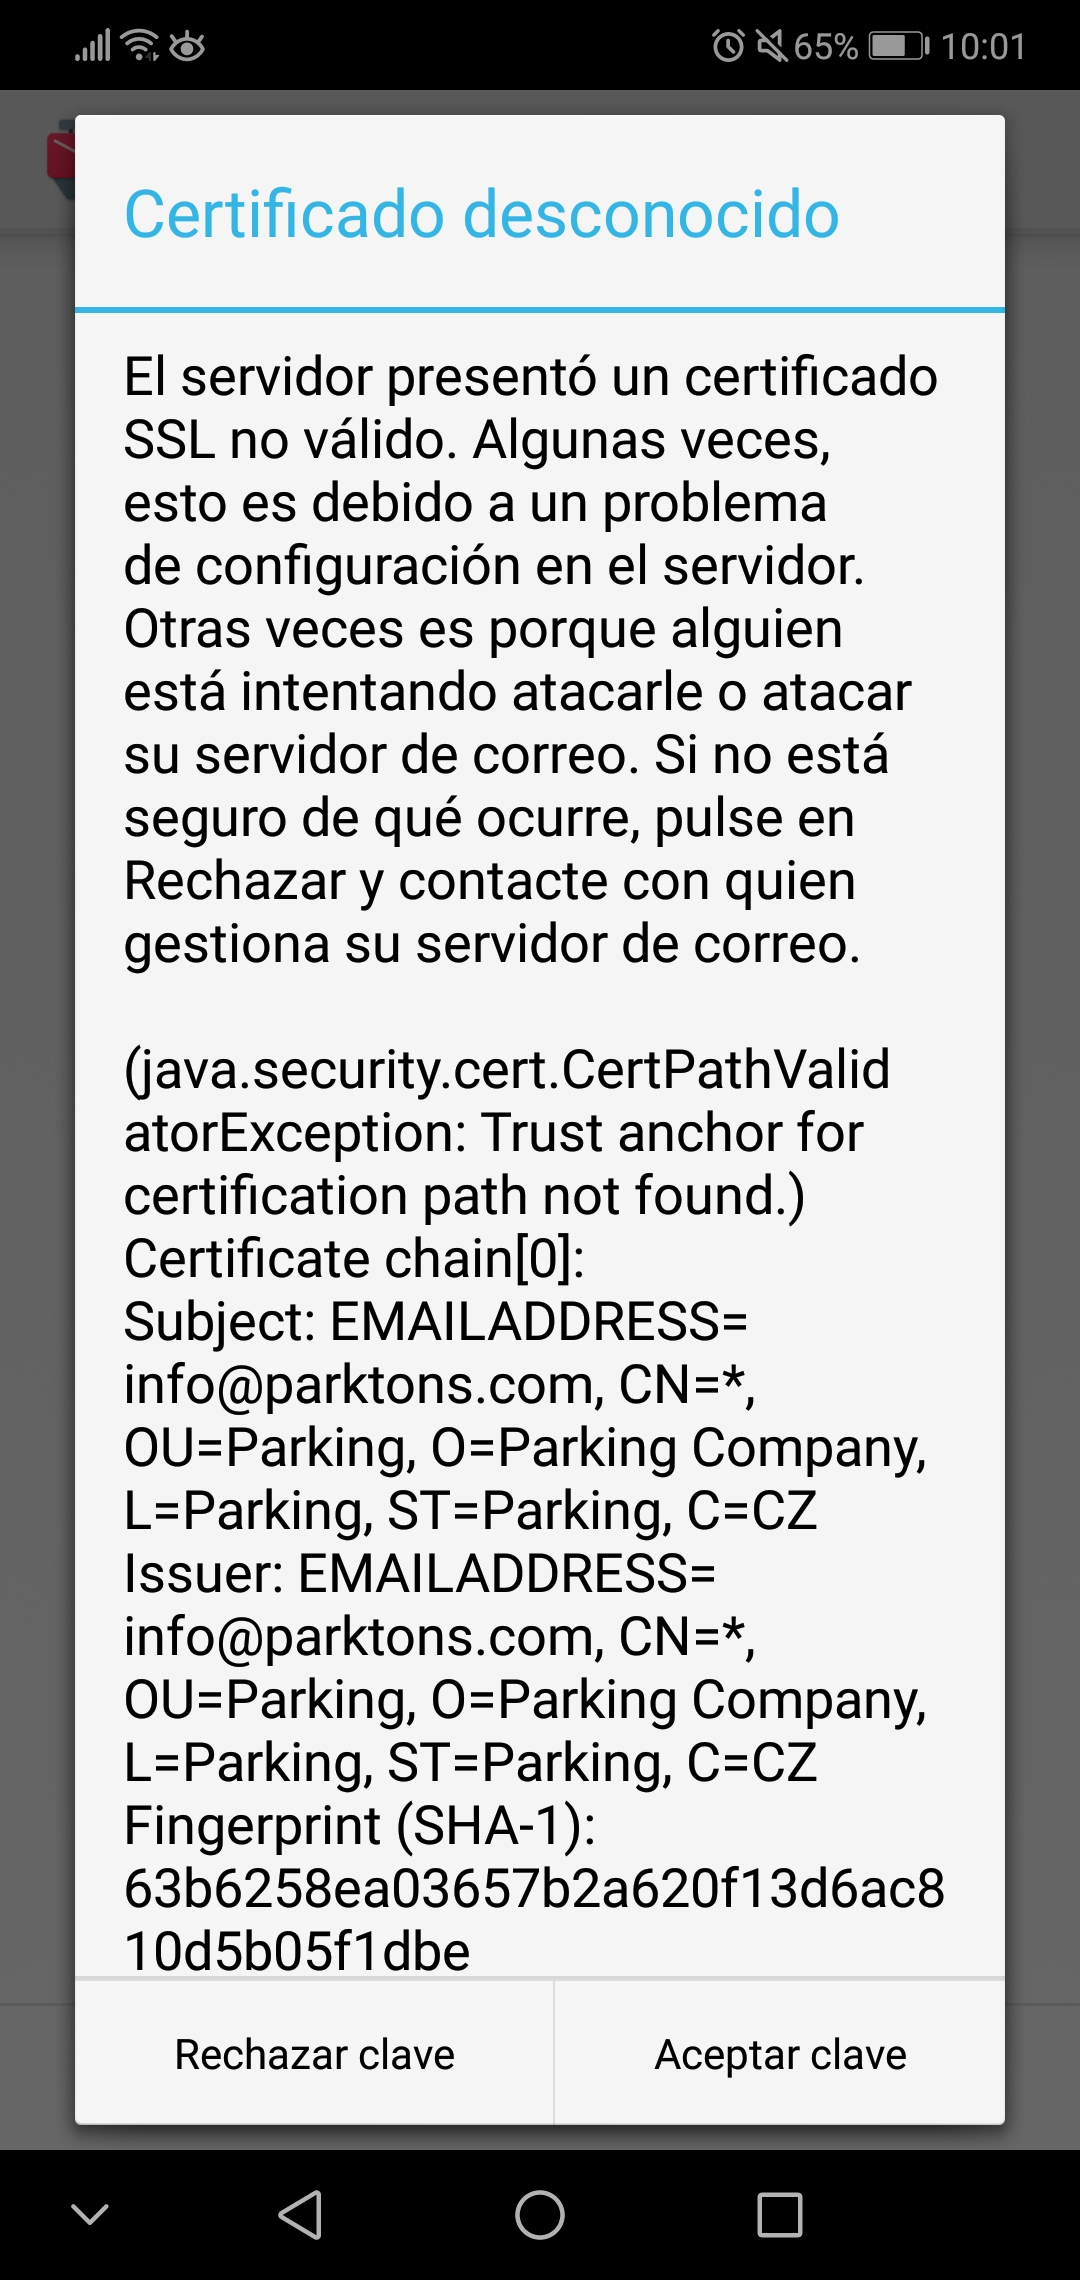 65% 10:01
Certificado desconocido
El servidor presentó un certificado
SSL no válido. Algunas veces,
esto es debido a un problema
de configuración en el servidor.
Otras veces es porque alguien
está intentando atacarle o atacar
su servidor de correo. Si no está
seguro de qué ocurre, pulse en
Rechazar y contacte con quien
gestiona su servidor de correo.
(java.security.cert.CertPathValid
atorException: Trust anchor for
certification path not found.)
Certificate chain[0]:
Subject: EMAILADDRESS=
info@parktons.com, CN=*,
OU=Parking, O=Parking Company,
L=Parking, ST=Parking, C=CZ
Issuer: EMAILADDRESS=
info@parktons.com, CN=*,
OU=Parking, O=Parking Company,
L=Parking, ST=Parking, C=CZ
Fingerprint (SHA-1):
63b6258ea03657b2a620f13d6ac8
10d5b05f1dbe
Rechazar clave Aceptar clave